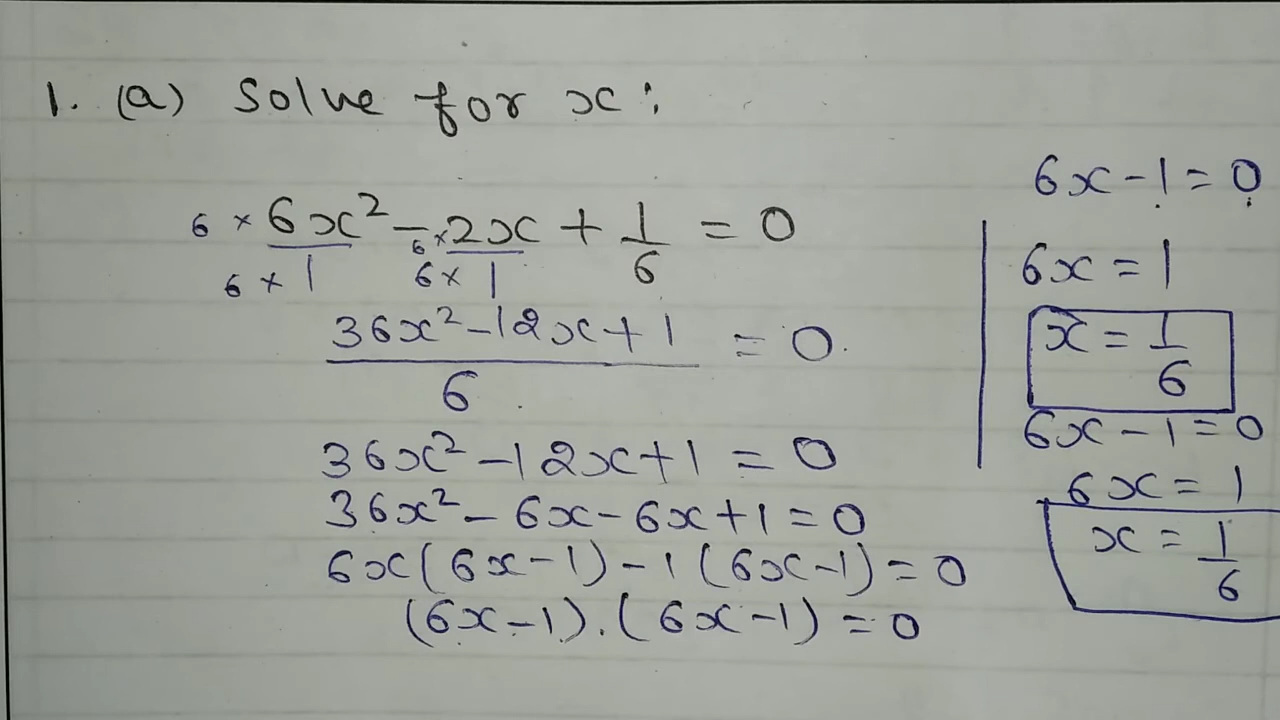 1. (a) Solve for x:
6 × 6x² − 6 × 2x + 1/6 = 0
6 × 1 6 × 1
36x² − 12x + 1 = 0.
6
36x² − 12x + 1 = 0
36x² − 6x − 6x + 1 = 0
6x(6x − 1) − 1(6x − 1) = 0
(6x − 1).(6x − 1) = 0
6x − 1 = 0
6x = 1
x = 1/6
6x − 1 = 0
6x = 1
x = 1/6